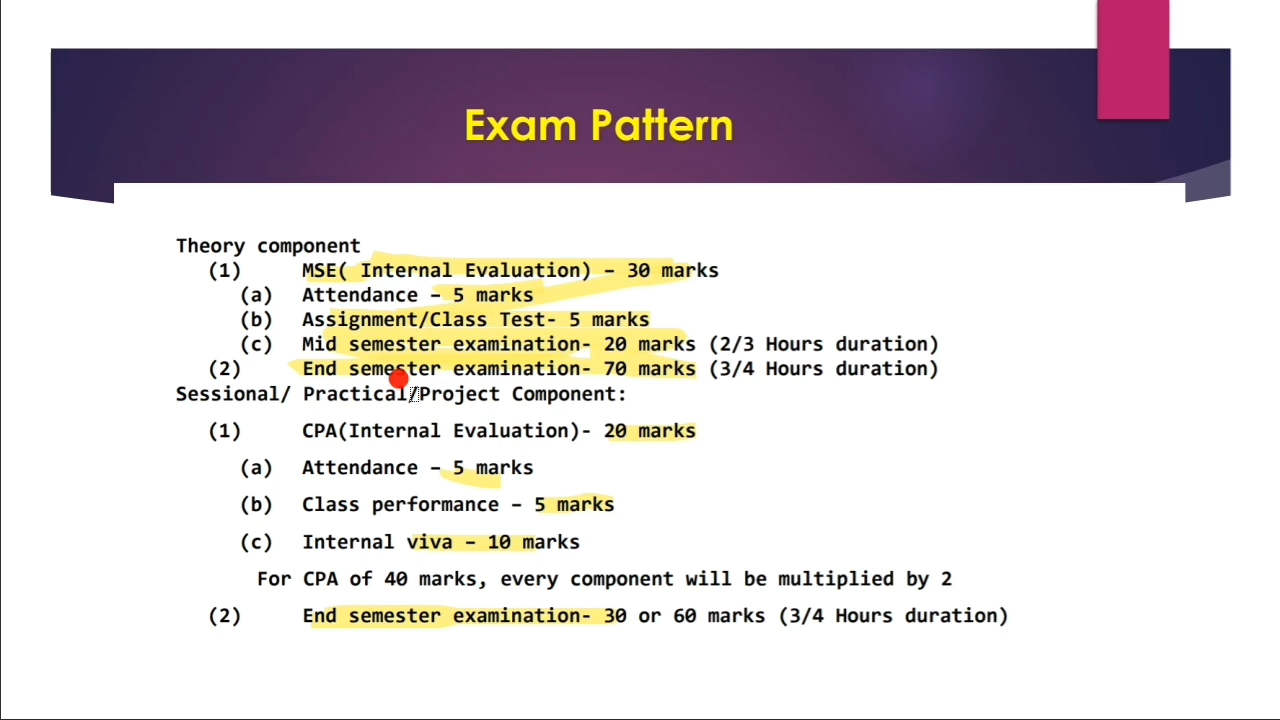 Exam Pattern
Theory component
(1) MSE( Internal Evaluation) – 30 marks
(a) Attendance – 5 marks
(b) Assignment/Class Test- 5 marks
(c) Mid semester examination- 20 marks (2/3 Hours duration)
(2) End semester examination- 70 marks (3/4 Hours duration)
Sessional/ Practical/Project Component:
(1) CPA(Internal Evaluation)- 20 marks
(a) Attendance – 5 marks
(b) Class performance – 5 marks
(c) Internal viva – 10 marks
For CPA of 40 marks, every component will be multiplied by 2
(2) End semester examination- 30 or 60 marks (3/4 Hours duration)